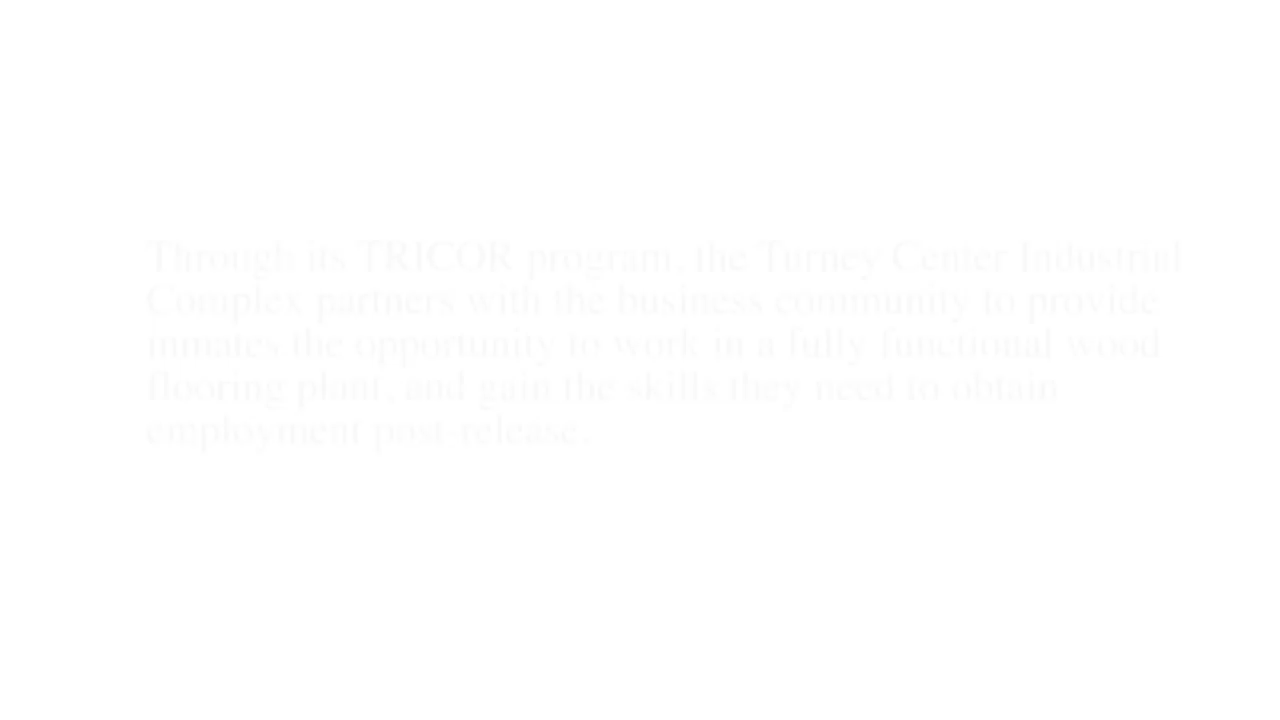 Through its TRICOR program, the Turney Center Industrial
Complex partners with the business community to provide
inmates the opportunity to work in a fully functional wood
flooring plant, and gain the skills they need to obtain
employment post-release.